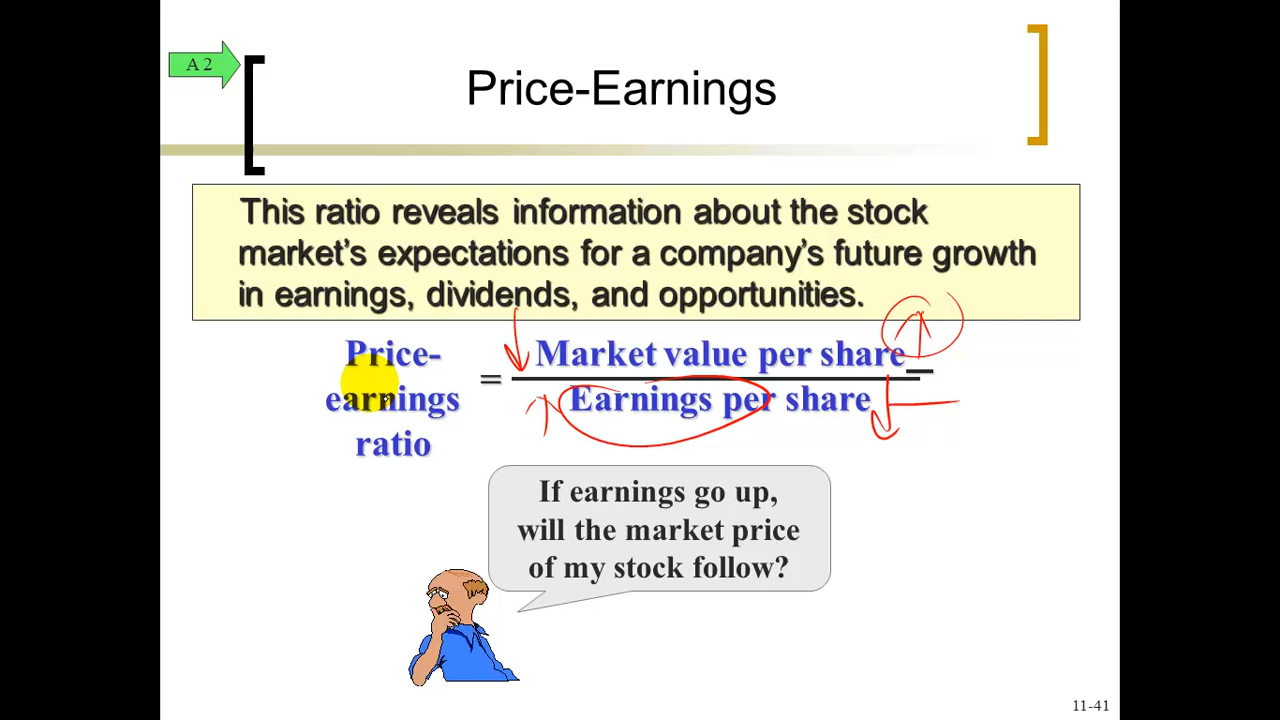 A 2
Price-Earnings
This ratio reveals information about the stock
market's expectations for a company's future growth
in earnings, dividends, and opportunities.
Price-
earnings
ratio
=
Market value per share
Earnings per share
If earnings go up,
will the market price
of my stock follow?
11-41